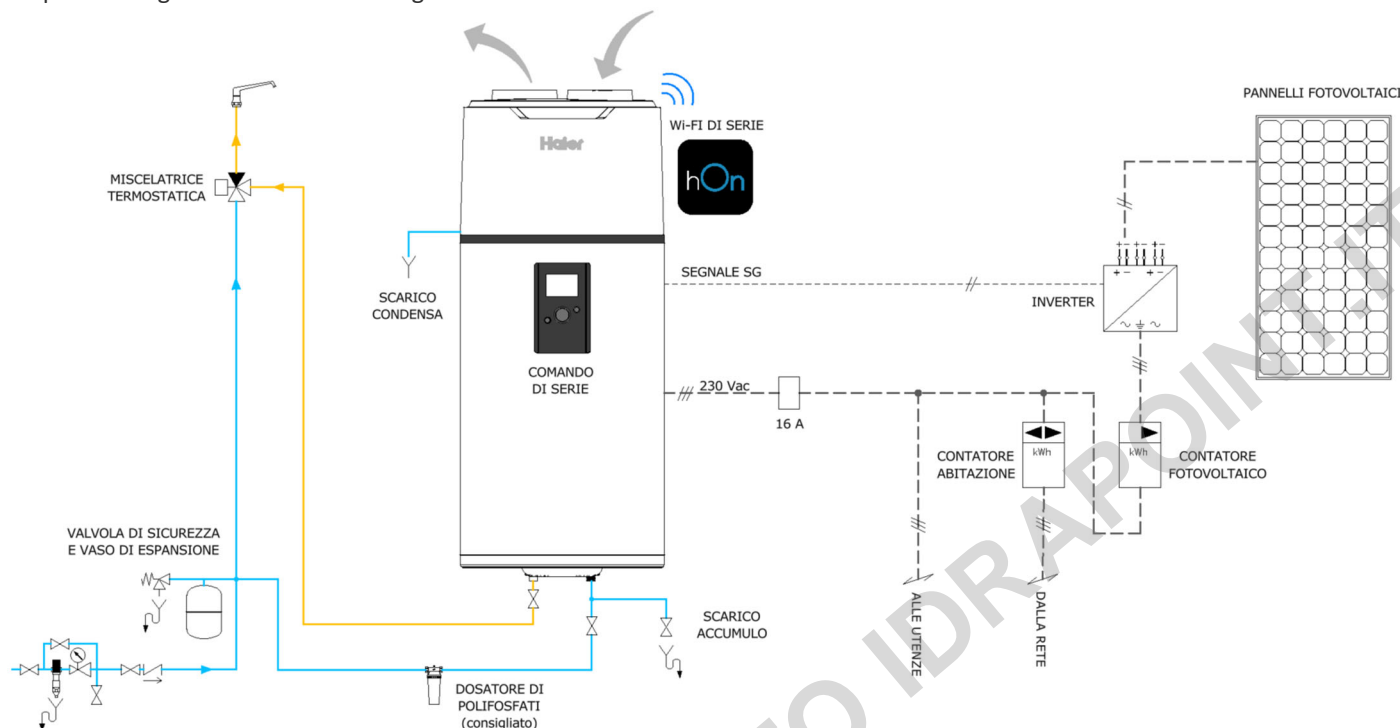 PANNELLI FOTOVOLTAICI
Haier
Wi-FI DI SERIE
hOn
MISCELATRICE
TERMOSTATICA
SEGNALE SG
+ − + − + −
+ − + −
INVERTER
SCARICO
CONDENSA
COMANDO
DI SERIE
230 Vac
16 A
CONTATORE
ABITAZIONE
kWh
kWh
CONTATORE
FOTOVOLTAICO
VALVOLA DI SICUREZZA
E VASO DI ESPANSIONE
SCARICO
ACCUMULO
ALLE UTENZE
DALLA RETE
DOSATORE DI
POLIFOSFATI
(consigliato)
IDRAPOINT.IT